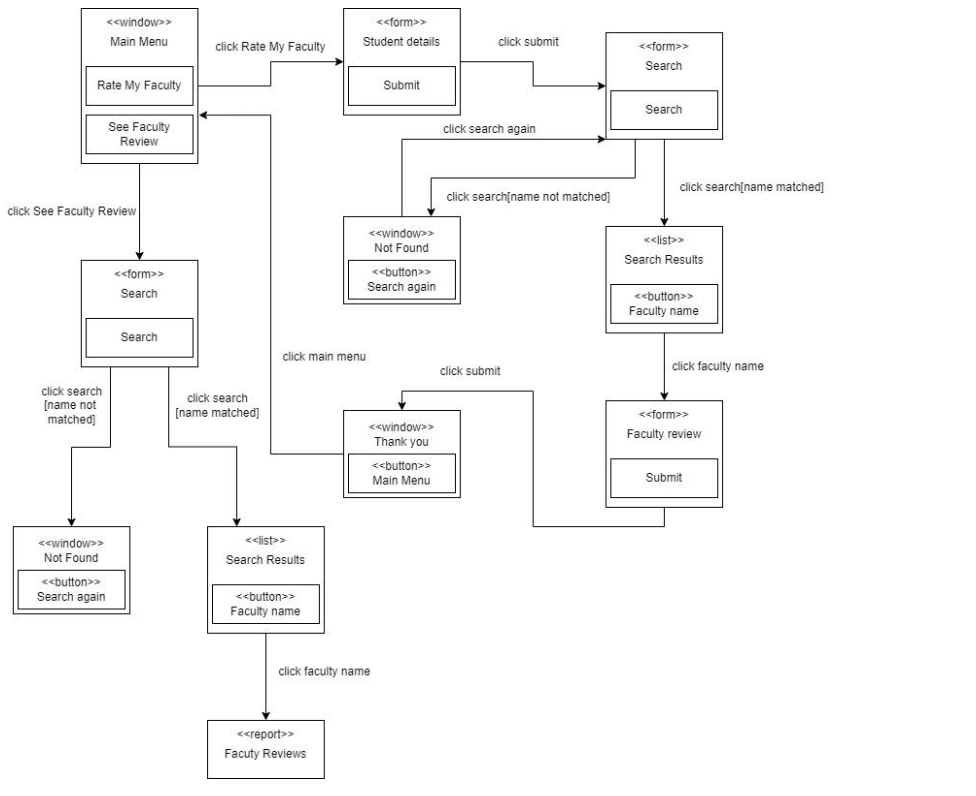 <<window>>
Main Menu
Rate My Faculty
See Faculty
Review
click Rate My Faculty
<<form>>
Student details
Submit
click submit
<<form>>
Search
Search
click search again
click search[name not matched]
click search[name matched]
<<window>>
Not Found
<<button>>
Search again
<<list>>
Search Results
<<button>>
Faculty name
click faculty name
<<form>>
Faculty review
Submit
click submit
<<window>>
Thank you
<<button>>
Main Menu
click main menu
click See Faculty Review
<<form>>
Search
Search
click search
[name not
matched]
click search
[name matched]
<<window>>
Not Found
<<button>>
Search again
<<list>>
Search Results
<<button>>
Faculty name
click faculty name
<<report>>
Facuty Reviews